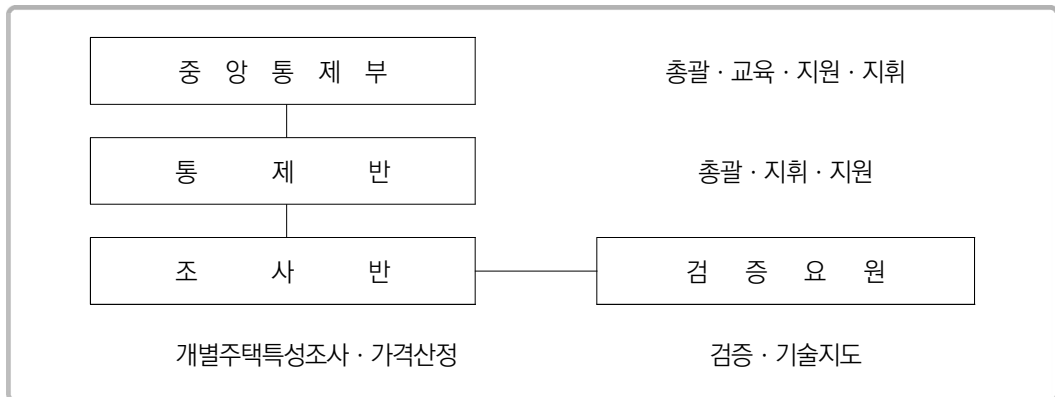 중 앙 통 제 부
총괄 · 교육 · 지원 · 지휘
통 제 반
총괄 · 지휘 · 지원
조 사 반
검 증 요 원
개별주택특성조사 · 가격산정
검증 · 기술지도